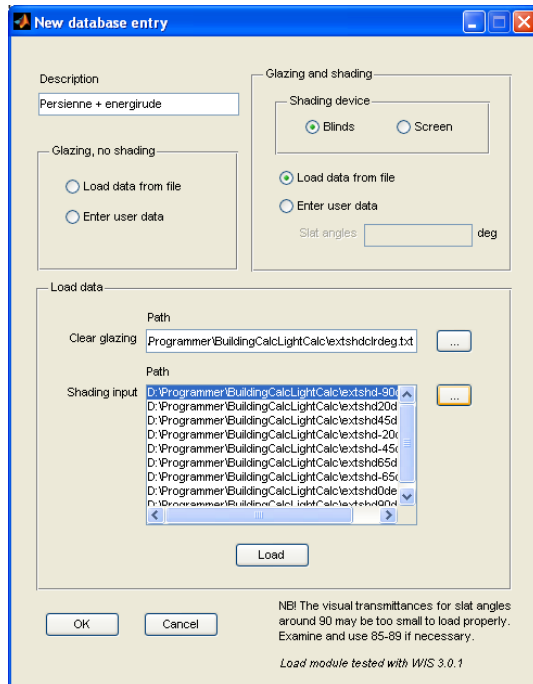 New database entry
Description
Persienne + energirude
Glazing, no shading
Load data from file
Enter user data
Glazing and shading
Shading device
Blinds
Screen
Load data from file
Enter user data
Slat angles
deg
Load data
Path
Clear glazing
Programmer\BuildingCalcLightCalc\extshdclrdeg.txt
...
Path
Shading input
D:\Programmer\BuildingCalcLightCalc\extshd-90
D:\Programmer\BuildingCalcLightCalc\extshd20d
D:\Programmer\BuildingCalcLightCalc\extshd45d
D:\Programmer\BuildingCalcLightCalc\extshd-20
D:\Programmer\BuildingCalcLightCalc\extshd-45
D:\Programmer\BuildingCalcLightCalc\extshd65d
D:\Programmer\BuildingCalcLightCalc\extshd-65
D:\Programmer\BuildingCalcLightCalc\extshd0de
D:\Programmer\BuildingCalcLightCalc\extshd90d
...
Load
OK
Cancel
NB! The visual transmittances for slat angles
around 90 may be too small to load properly.
Examine and use 85-89 if necessary.
Load module tested with WIS 3.0.1